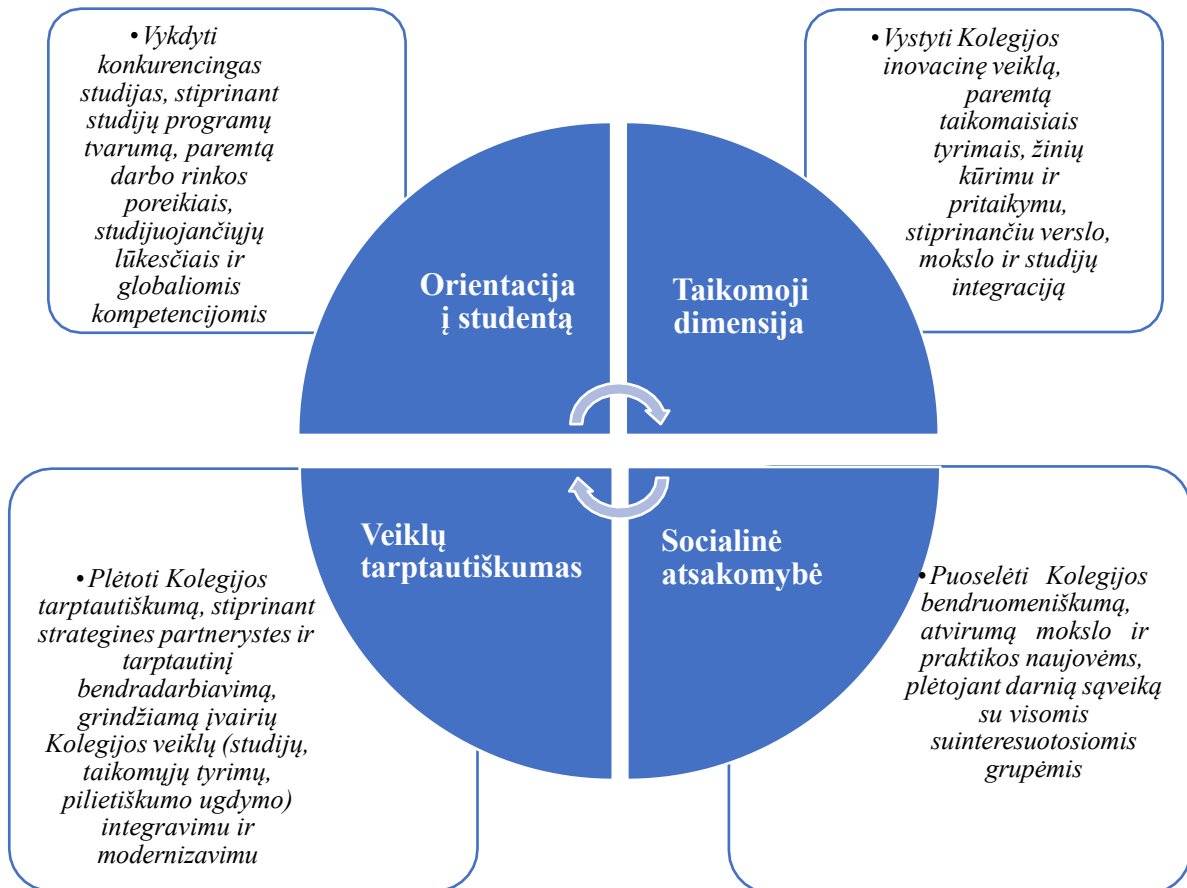 •Vykdyti
konkurencingas
studijas, stiprinant
studijų programų
tvarumą, paremtą
darbo rinkos
poreikiais,
studijuojančiųjų
lūkesčiais ir
globaliomis
kompetencijomis
•Vystyti Kolegijos
inovacinę veiklą,
paremtą
taikomaisiais
tyrimais, žinių
kūrimu ir
pritaikymu,
stiprinančiu verslo,
mokslo ir studijų
integraciją
Orientacija
į studentą
Taikomoji
dimensija
Veiklų
tarptautiškumas
Socialinė
atsakomybė
•Plėtoti Kolegijos
tarptautiškumą, stiprinant
strategines partnerystes ir
tarptautinį
bendradarbiavimą,
grindžiamą įvairių
Kolegijos veiklų (studijų,
taikomųjų tyrimų,
pilietiškumo ugdymo)
integravimu ir
modernizavimu
•Puoselėti Kolegijos
bendruomeniškumą,
atvirumą mokslo ir
praktikos naujovėms,
plėtojant darnią sąveiką
su visomis
suinteresuotosiomis
grupėmis